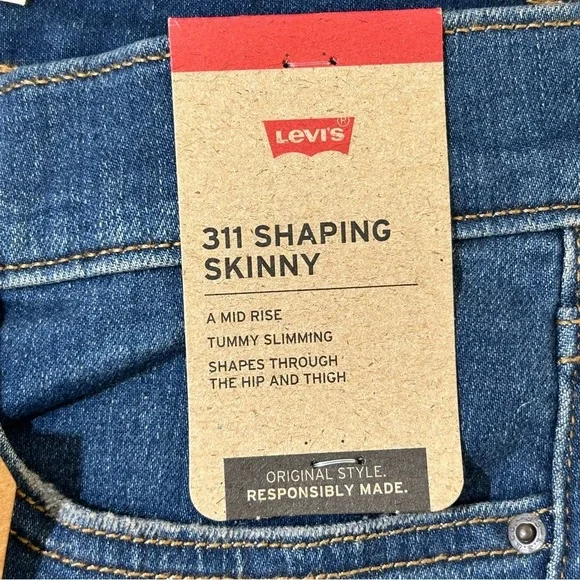 Levi's ®
311 SHAPING
SKINNY
A MID RISE
TUMMY SLIMMING
SHAPES THROUGH
THE HIP AND THIGH
ORIGINAL STYLE.
RESPONSIBLY MADE.